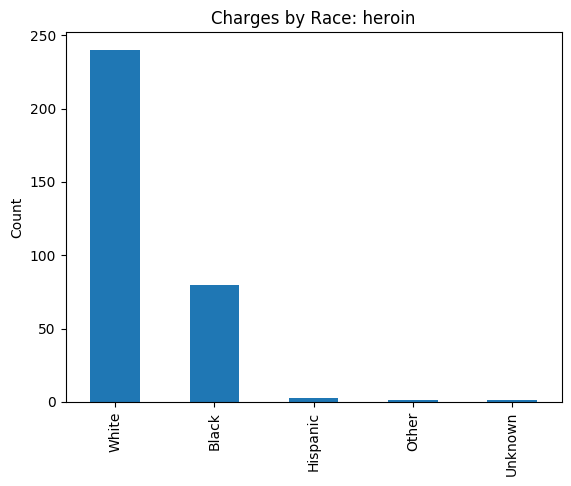 Charges by Race: heroin
250
200
150
100
50
0
Count
White
Black
Hispanic
Other
Unknown